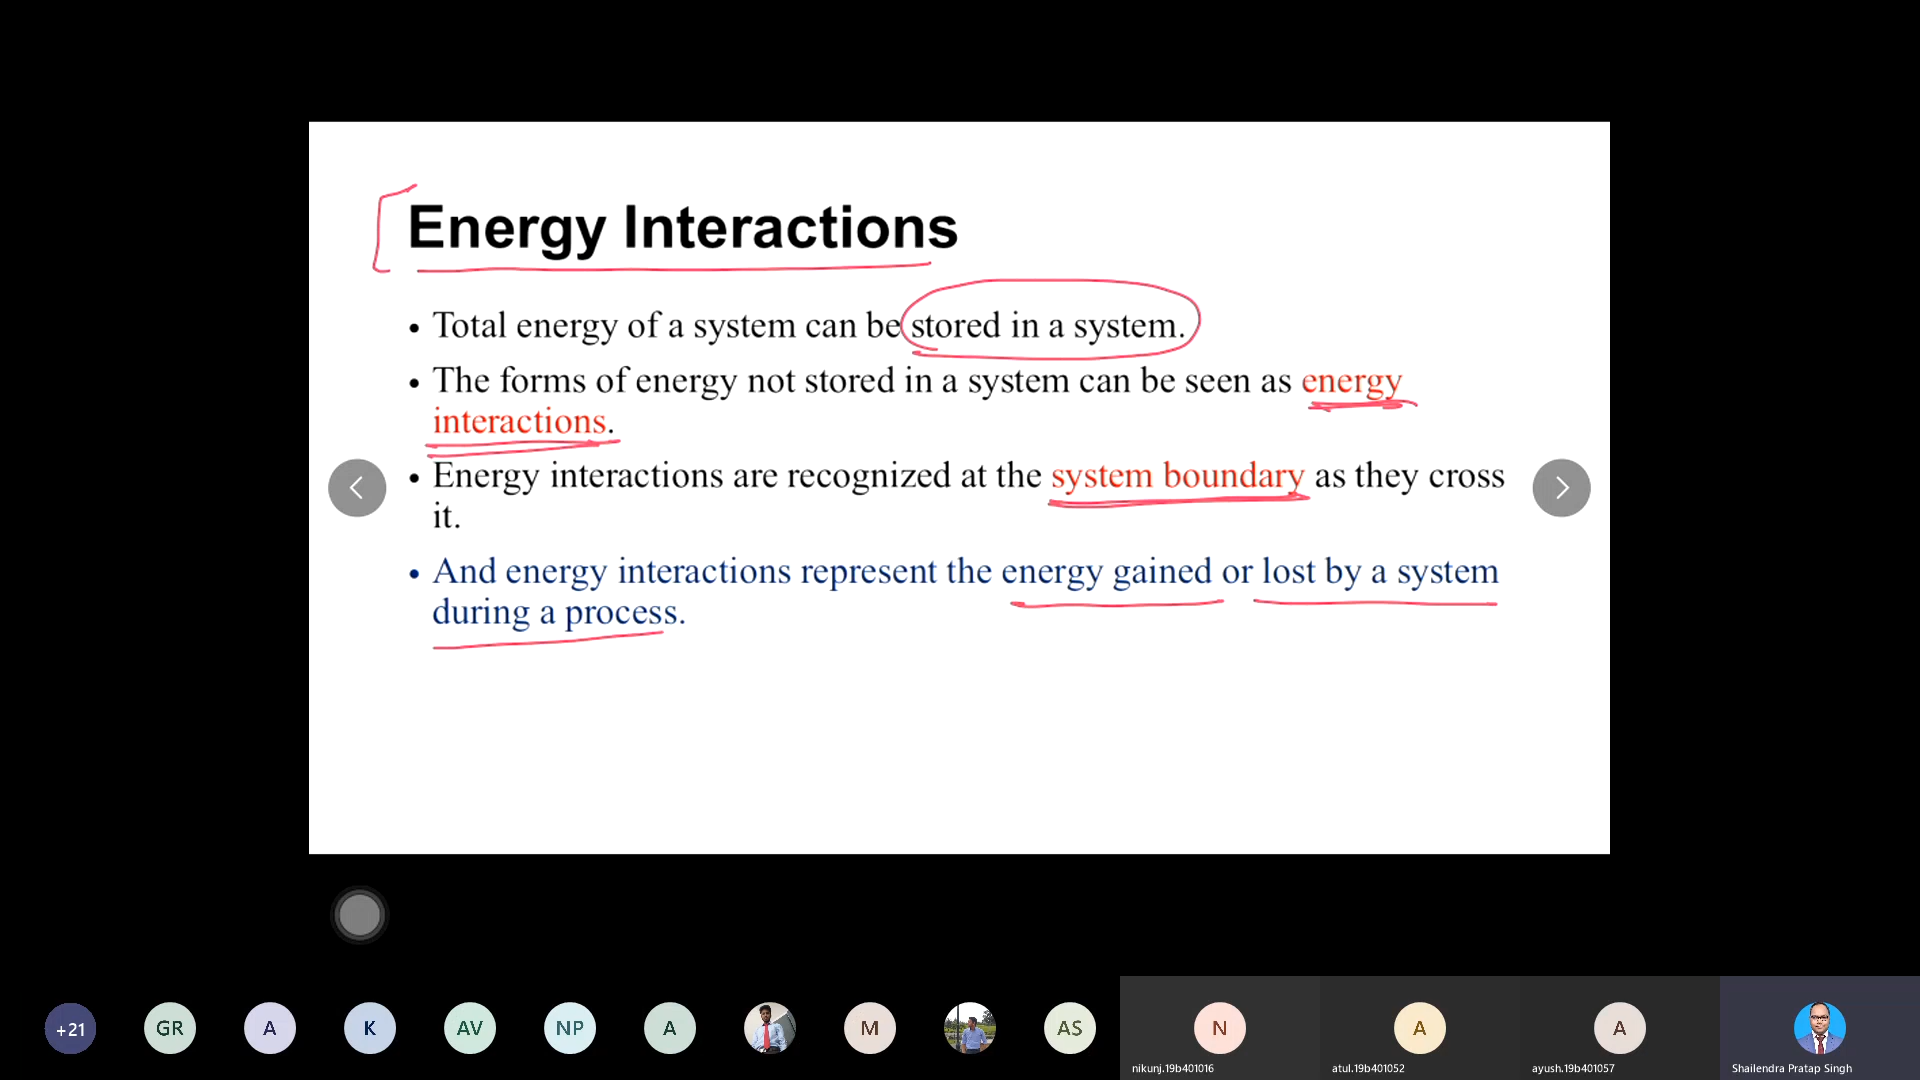 Energy Interactions
• Total energy of a system can be stored in a system.
• The forms of energy not stored in a system can be seen as energy
interactions.
• Energy interactions are recognized at the system boundary as they cross
it.
• And energy interactions represent the energy gained or lost by a system
during a process.
+21 GR A K AV NP A M AS N A A
nikunj.19b401016 atul.19b401052 ayush.19b401057 Shailendra Pratap Singh